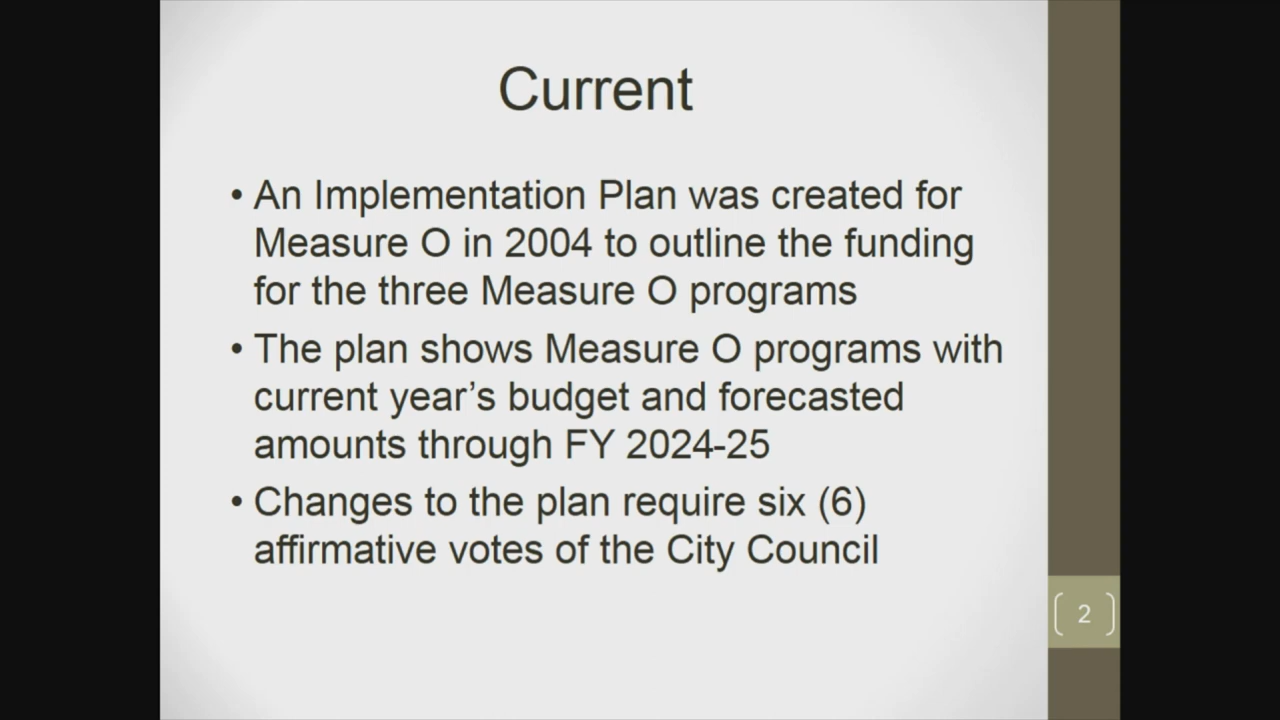 Current
• An Implementation Plan was created for
Measure O in 2004 to outline the funding
for the three Measure O programs
• The plan shows Measure O programs with
current year’s budget and forecasted
amounts through FY 2024-25
• Changes to the plan require six (6)
affirmative votes of the City Council
2